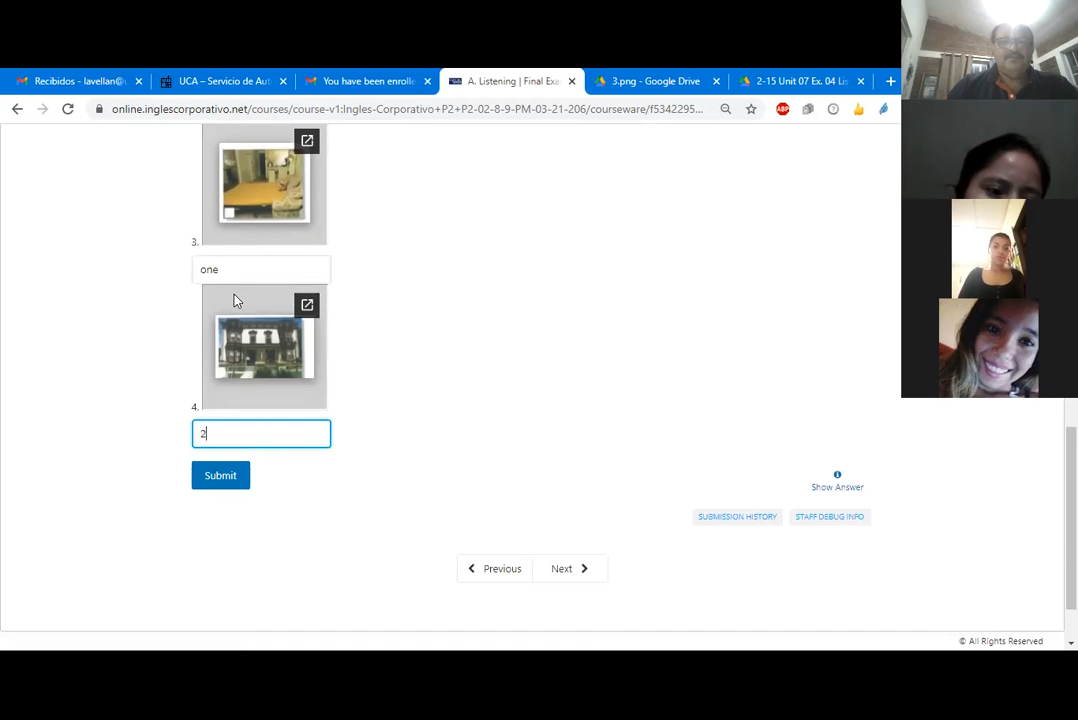 Recibidos - lavellan@
UCA – Servicio de Aut
You have been enrolle
A. Listening | Final Exa
3.png - Google Drive
2-15 Unit 07 Ex. 04 Lis
online.inglescorporativo.net/courses/course-v1:Ingles-Corporativo+P2+P2-02-8-9-PM-03-21-206/courseware/f5342295...
ABP
3.
one
4.
2
Submit
Show Answer
SUBMISSION HISTORY
STAFF DEBUG INFO
Previous
Next
© All Rights Reserved